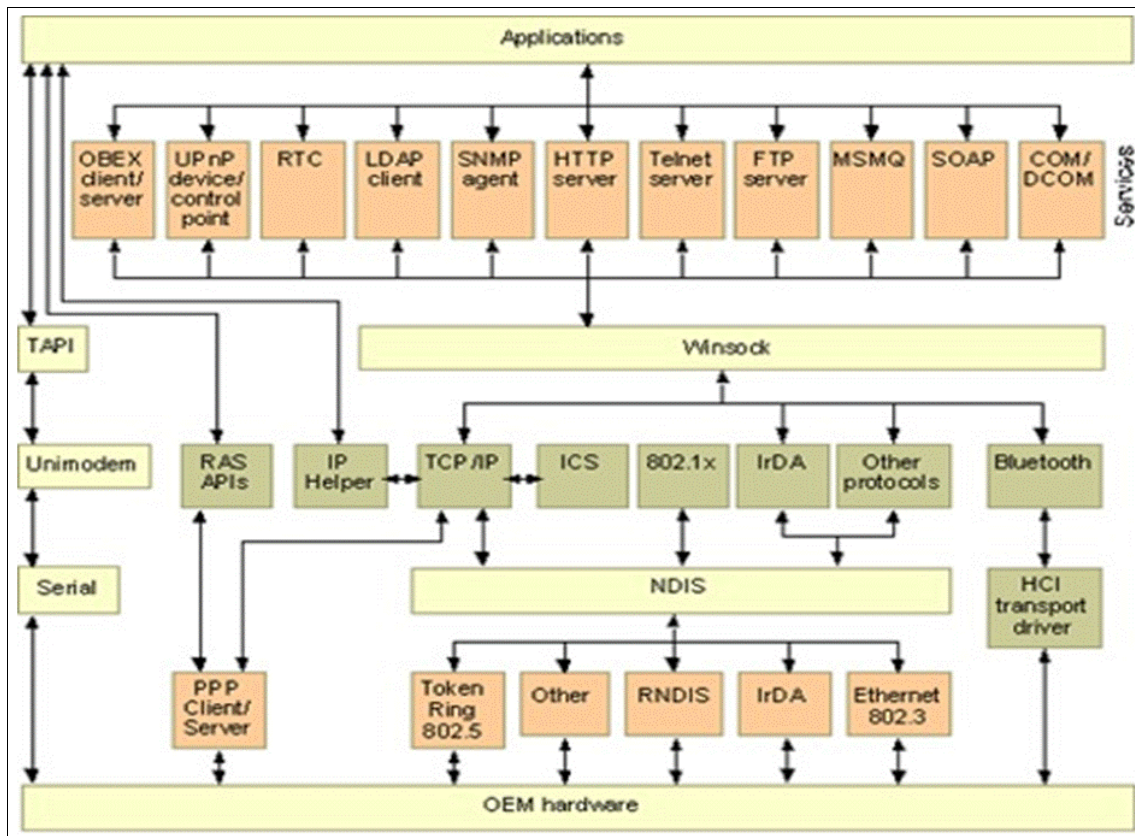 Applications
OBEX
client/
server
UPnP
device/
control
point
RTC
LDAP
client
SNMP
agent
HTTP
server
Telnet
server
FTP
server
MSMQ
SOAP
COM/
DCOM
Services
TAPI
Winsock
Unimodem
RAS
APIs
IP
Helper
TCP/IP
ICS
802.1x
IrDA
Other
protocols
Bluetooth
Serial
NDIS
HCI
transport
driver
PPP
Client/
Server
Token
Ring
802.5
Other
RNDIS
IrDA
Ethernet
802.3
OEM hardware